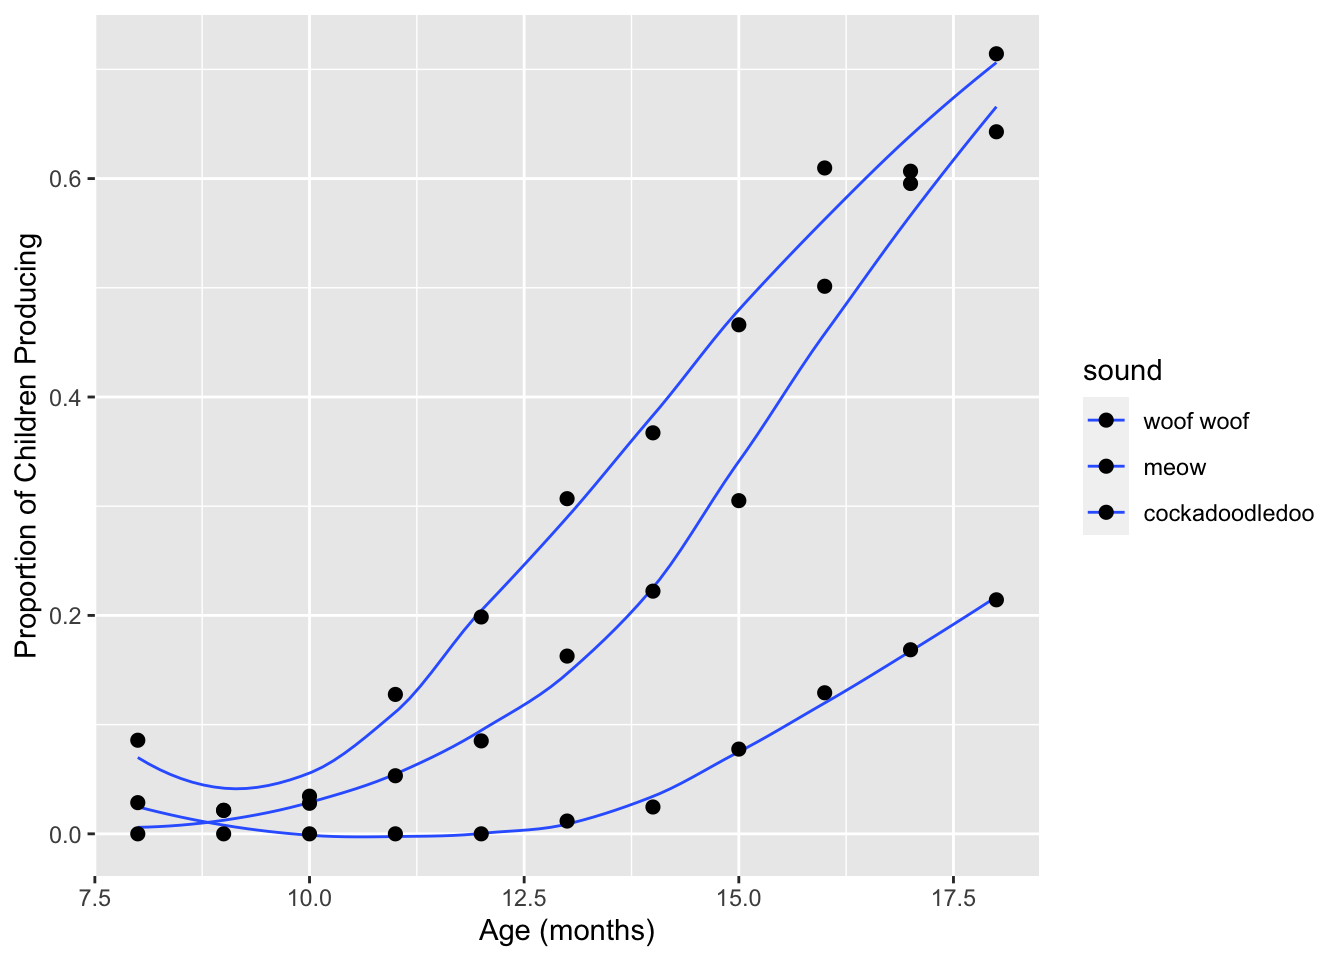 Proportion of Children Producing
0.6
0.4
0.2
0.0
7.5 10.0 12.5 15.0 17.5
Age (months)
sound
woof woof
meow
cockadoodledoo